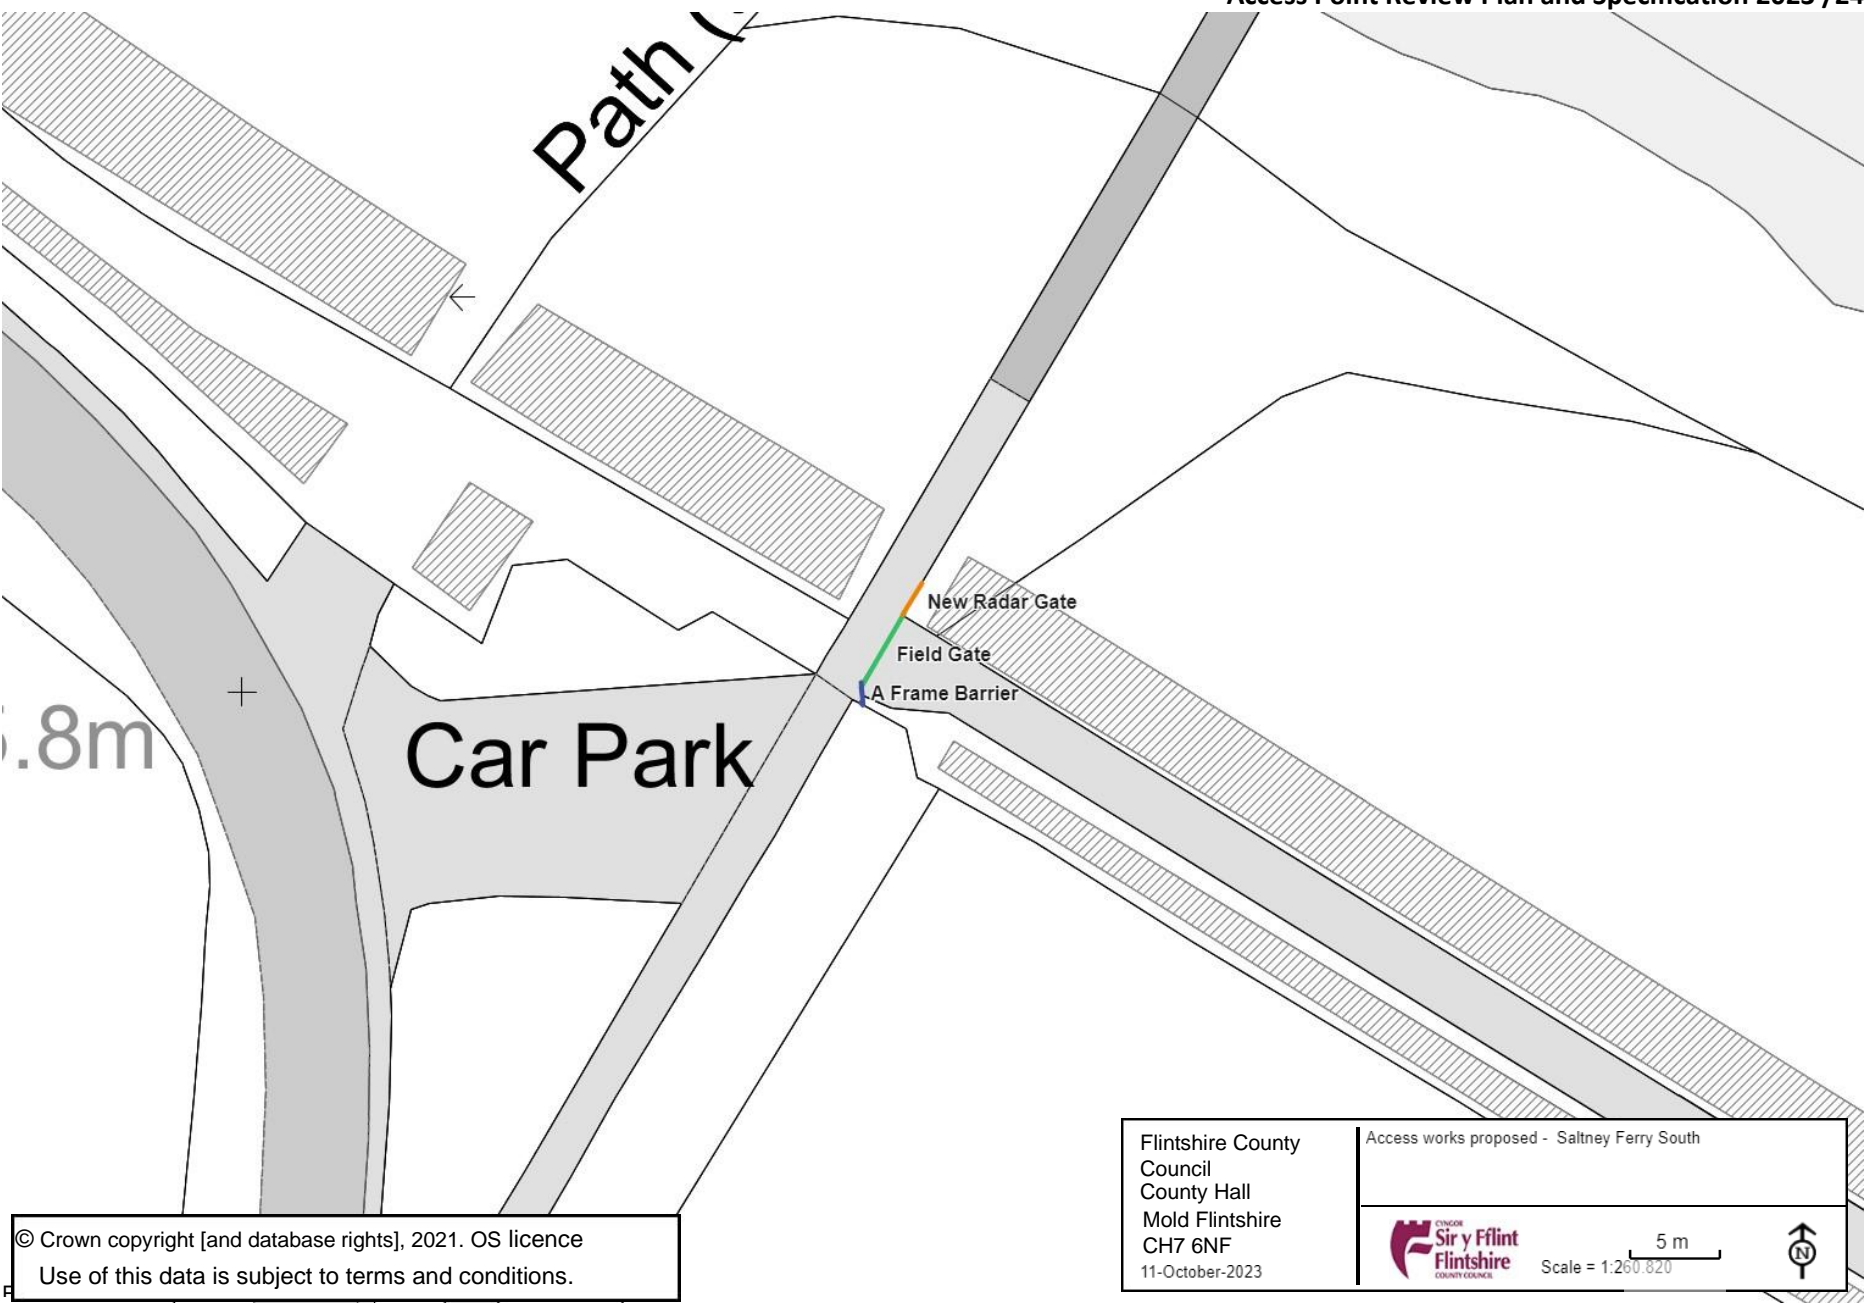 Access Point Review Plan and Specification 2023 /24
Path (
5.8m
New Radar Gate
Field Gate
A Frame Barrier
Car Park
Flintshire County
Council
County Hall
Mold Flintshire
CH7 6NF
11-October-2023
Access works proposed - Saltney Ferry South
CYNGOR
Sir y Fflint
Flintshire
COUNTY COUNCIL
5 m
Scale = 1:260.820
N
© Crown copyright [and database rights], 2021. OS licence
Use of this data is subject to terms and conditions.